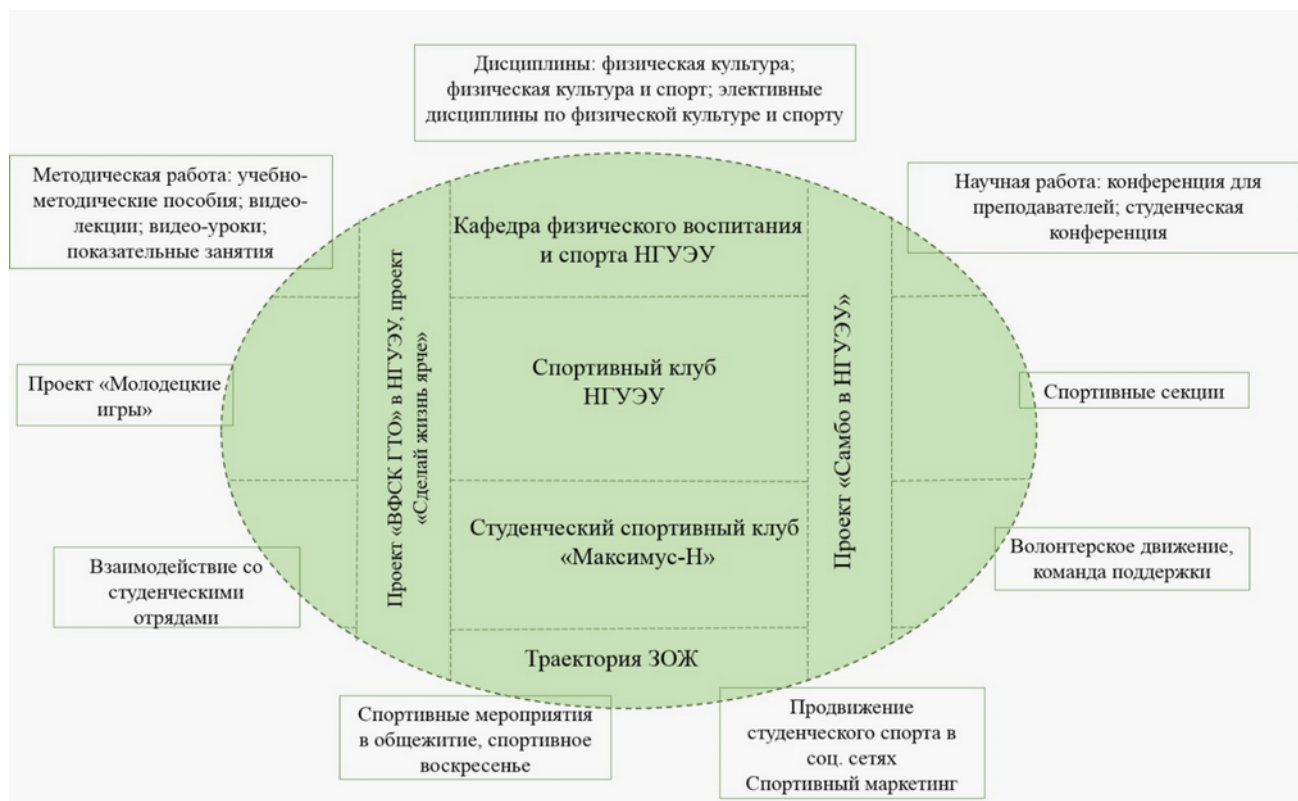 Дисциплины: физическая культура;
физическая культура и спорт; элективные
дисциплины по физической культуре и спорту
Методическая работа: учебно-
методические пособия; видео-
лекции; видео-уроки;
показательные занятия
Научная работа: конференция для
преподавателей; студенческая
конференция
Кафедра физического воспитания
и спорта НГУЭУ
Проект «ВФСК ГТО» в НГУЭУ, проект
«Сделай жизнь ярче»
Проект «Самбо в НГУЭУ»
Проект «Молодецкие
игры»
Спортивный клуб
НГУЭУ
Спортивные секции
Студенческий спортивный клуб
«Максимус-Н»
Взаимодействие со
студенческими
отрядами
Волонтерское движение,
команда поддержки
Траектория ЗОЖ
Спортивные мероприятия
в общежитие, спортивное
воскресенье
Продвижение
студенческого спорта в
соц. сетях
Спортивный маркетинг